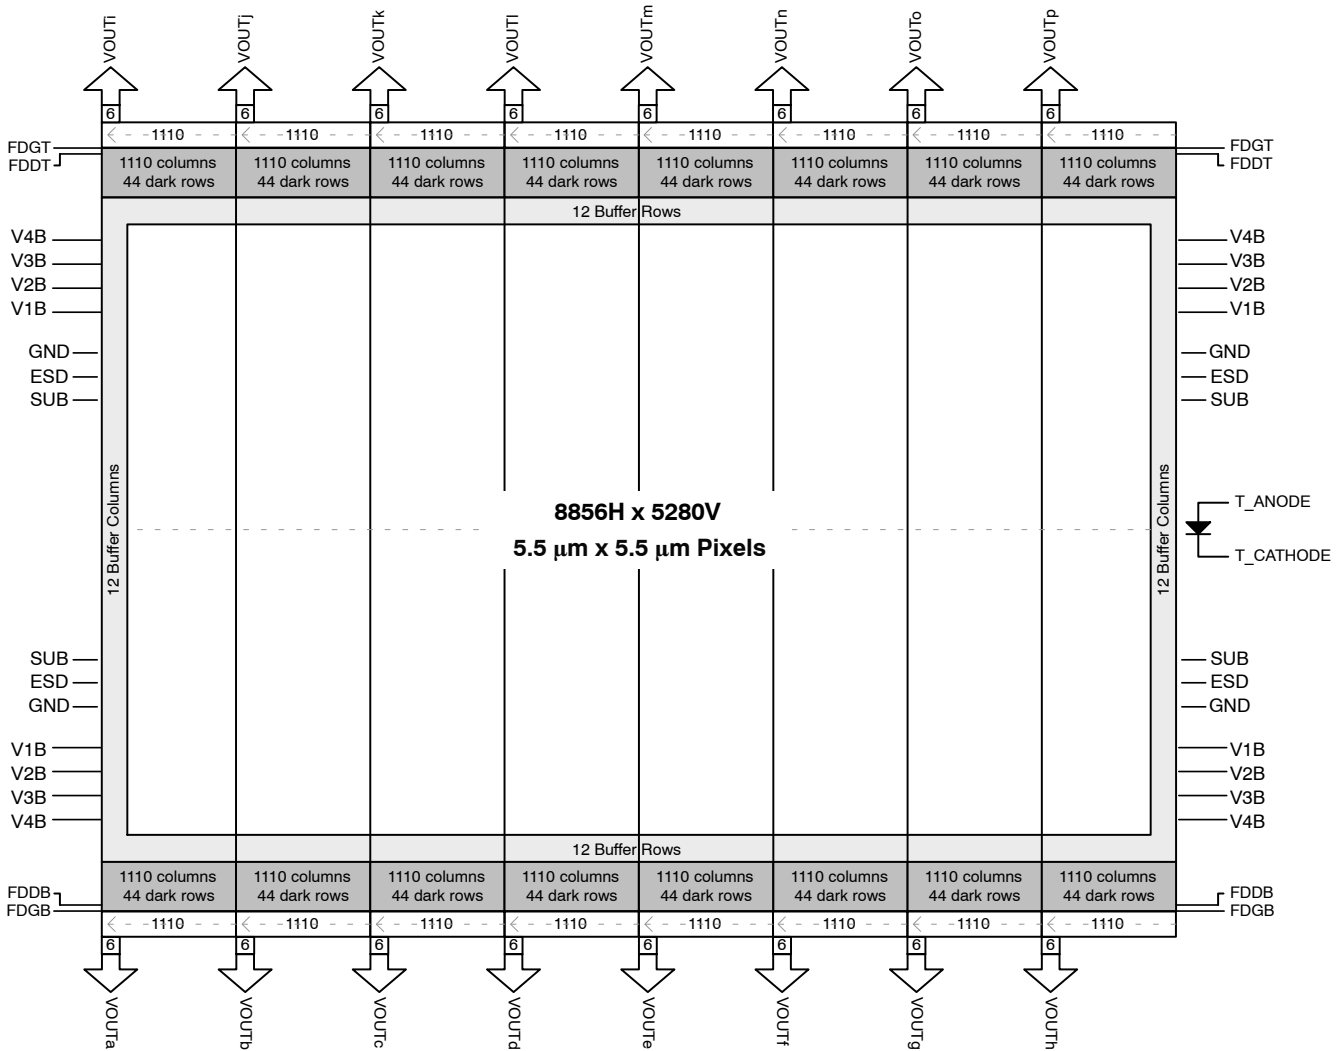 VOUTi VOUTj VOUTk VOUTl VOUTm VOUTn VOUTo VOUTp
6 6 6 6 6 6 6 6
1110 1110 1110 1110 1110 1110 1110 1110
FDGT FDGT
FDDT FDDT
1110 columns 1110 columns 1110 columns 1110 columns 1110 columns 1110 columns 1110 columns 1110 columns
44 dark rows 44 dark rows 44 dark rows 44 dark rows 44 dark rows 44 dark rows 44 dark rows 44 dark rows
12 Buffer Rows
V4B V4B
V3B V3B
V2B V2B
V1B V1B
GND GND
ESD ESD
SUB SUB
12 Buffer Columns
8856H x 5280V
5.5 μm x 5.5 μm Pixels
12 Buffer Columns
T_ANODE
T_CATHODE
SUB SUB
ESD ESD
GND GND
V1B V1B
V2B V2B
V3B V3B
V4B V4B
12 Buffer Rows
1110 columns 1110 columns 1110 columns 1110 columns 1110 columns 1110 columns 1110 columns 1110 columns
44 dark rows 44 dark rows 44 dark rows 44 dark rows 44 dark rows 44 dark rows 44 dark rows 44 dark rows
FDDB FDDB
FDGB FDGB
1110 1110 1110 1110 1110 1110 1110 1110
6 6 6 6 6 6 6 6
VOUTa VOUTb VOUTc VOUTd VOUTe VOUTf VOUTg VOUTh